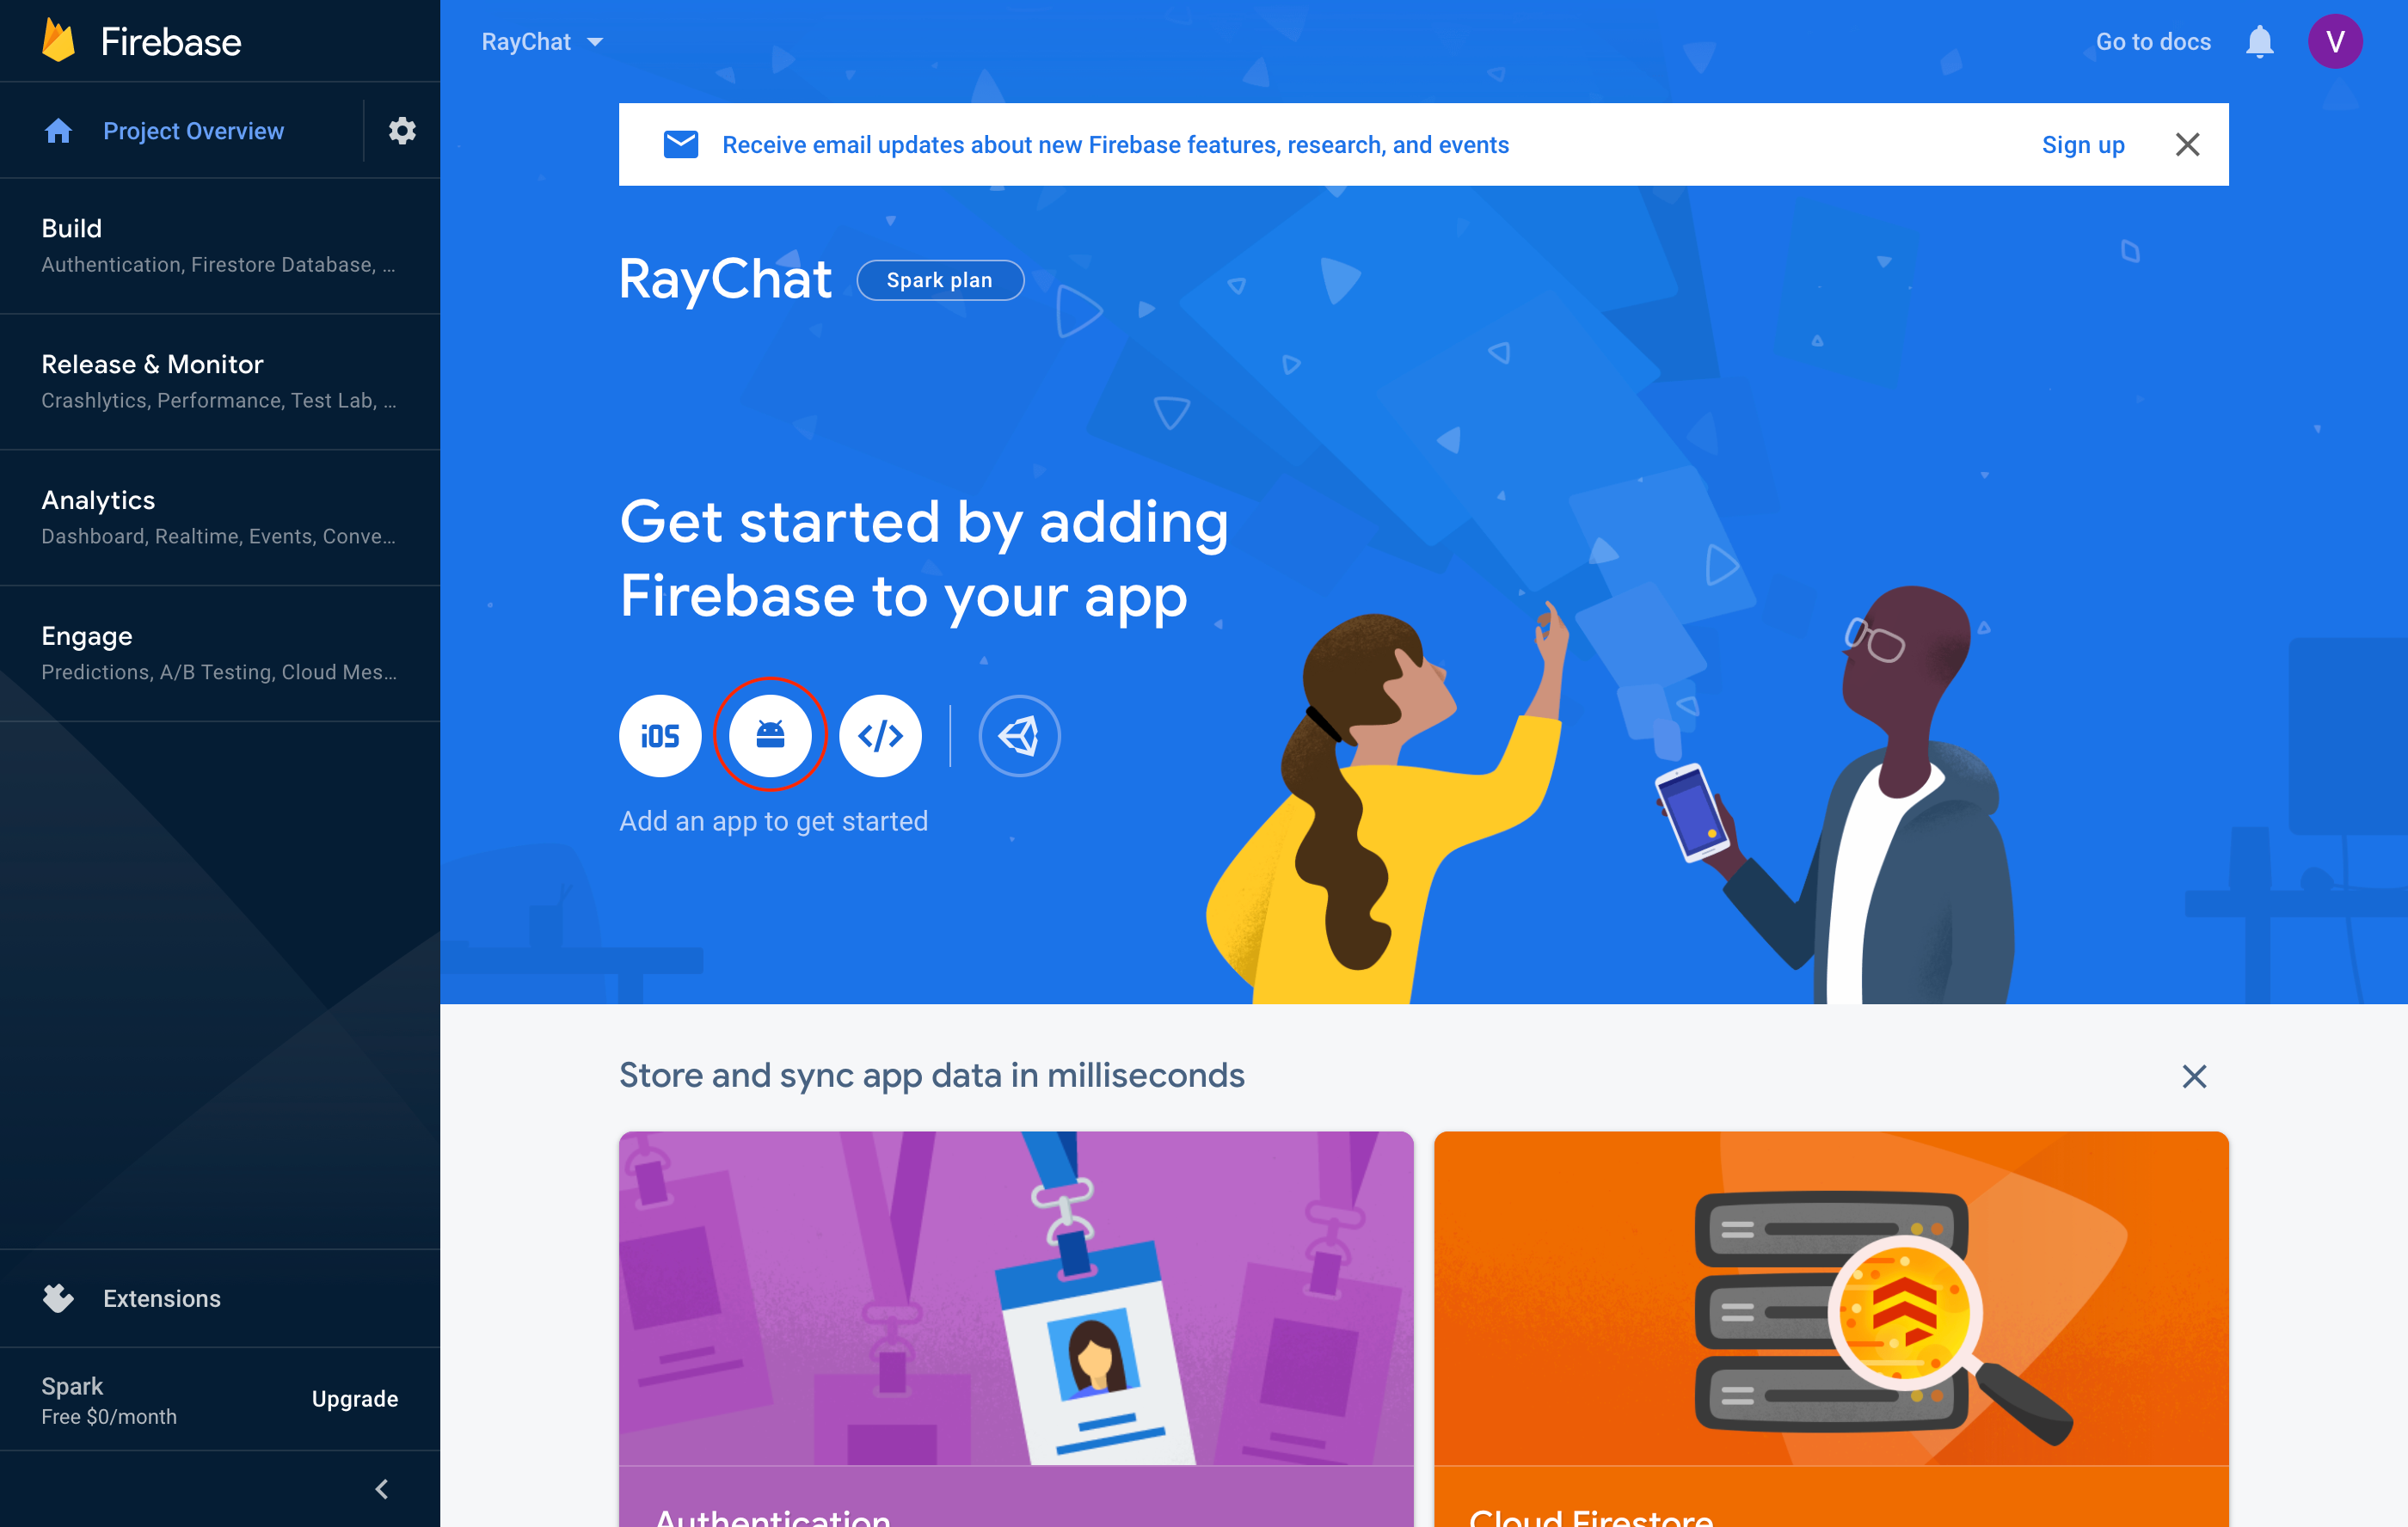 Firebase
RayChat
Go to docs
V
Project Overview
Receive email updates about new Firebase features, research, and events
Sign up
Build
Authentication, Firestore Database, ...
RayChat
Spark plan
Release & Monitor
Crashlytics, Performance, Test Lab, ...
Analytics
Dashboard, Realtime, Events, Conve...
Get started by adding
Firebase to your app
Engage
Predictions, A/B Testing, Cloud Mes...
iOS
</>
Add an app to get started
Store and sync app data in milliseconds
Extensions
Spark
Free $0/month
Upgrade
Authentication
Cloud Firestore